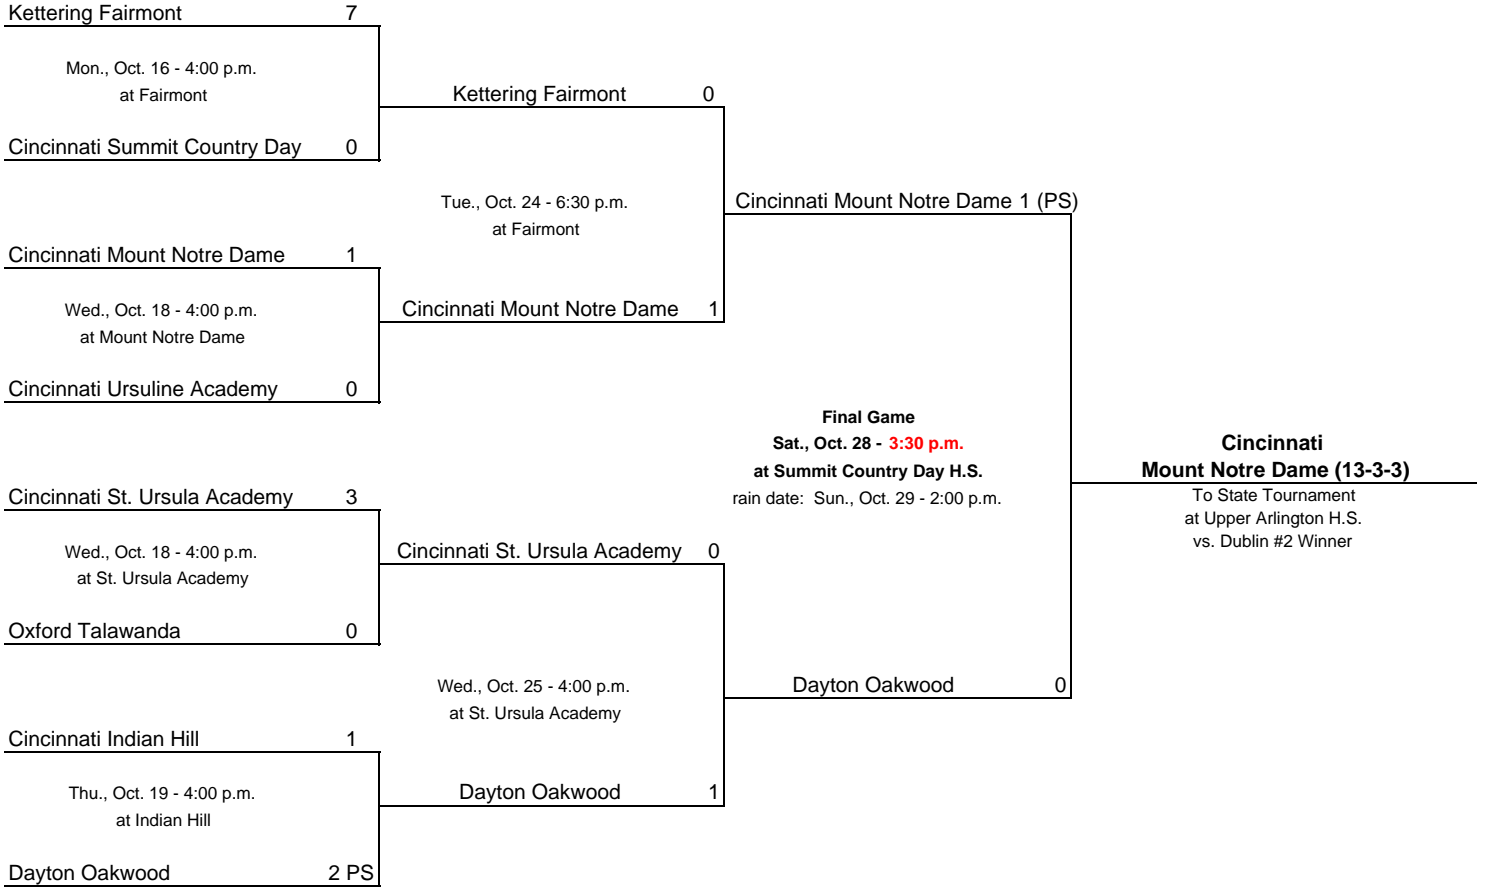 Kettering Fairmont 7
Mon., Oct. 16 - 4:00 p.m.
at Fairmont
Cincinnati Summit Country Day 0
Cincinnati Mount Notre Dame 1
Wed., Oct. 18 - 4:00 p.m.
at Mount Notre Dame
Cincinnati Ursuline Academy 0
Cincinnati St. Ursula Academy 3
Wed., Oct. 18 - 4:00 p.m.
at St. Ursula Academy
Oxford Talawanda 0
Cincinnati Indian Hill 1
Thu., Oct. 19 - 4:00 p.m.
at Indian Hill
Dayton Oakwood 2 PS
Kettering Fairmont 0
Tue., Oct. 24 - 6:30 p.m.
at Fairmont
Cincinnati Mount Notre Dame 1
Cincinnati St. Ursula Academy 0
Wed., Oct. 25 - 4:00 p.m.
at St. Ursula Academy
Dayton Oakwood 1
Cincinnati Mount Notre Dame 1 (PS)
Final Game
Sat., Oct. 28 - 3:30 p.m.
at Summit Country Day H.S.
rain date: Sun., Oct. 29 - 2:00 p.m.
Dayton Oakwood 0
Cincinnati
Mount Notre Dame (13-3-3)
To State Tournament
at Upper Arlington H.S.
vs. Dublin #2 Winner